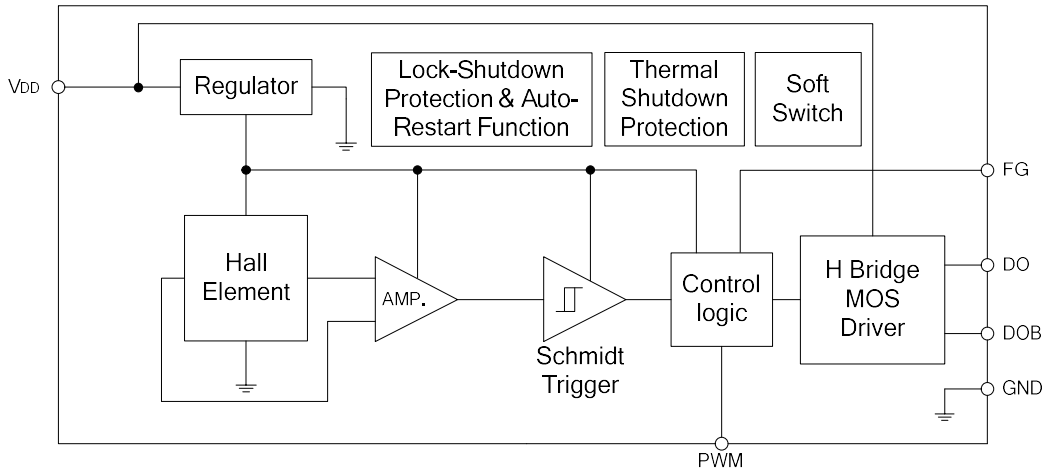 VDD
Regulator
Lock-Shutdown
Protection & Auto-
Restart Function
Thermal
Shutdown
Protection
Soft
Switch
FG
Hall
Element
AMP.
Schmidt
Trigger
Control
logic
H Bridge
MOS
Driver
DO
DOB
GND
PWM